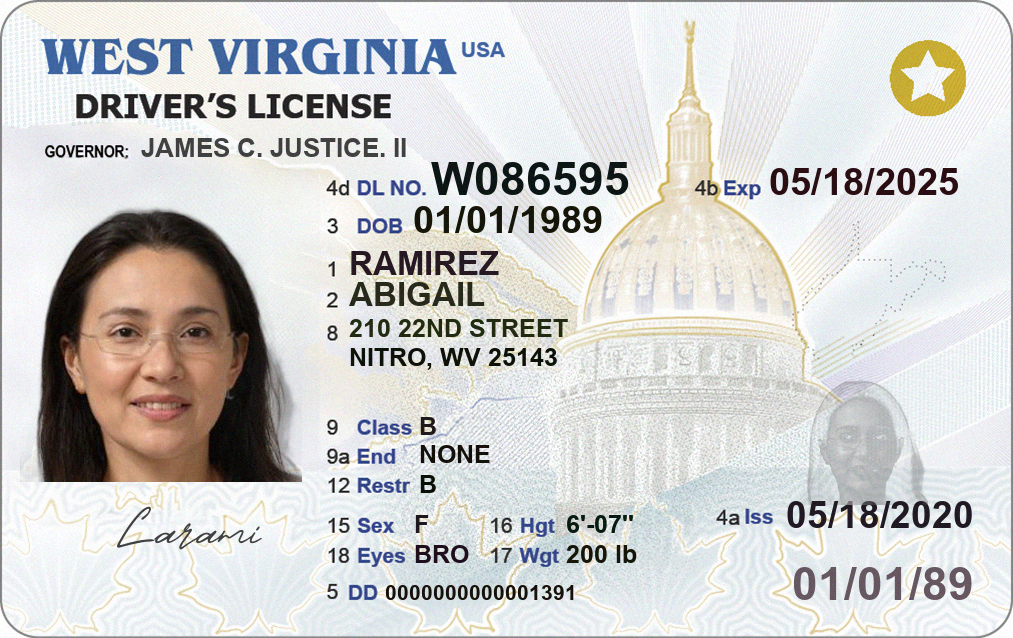 WEST VIRGINIA USA
DRIVER'S LICENSE
GOVERNOR: JAMES C. JUSTICE. II
4d DL NO. W086595 4b Exp 05/18/2025
3 DOB 01/01/1989
1 RAMIREZ
2 ABIGAIL
8 210 22ND STREET
NITRO, WV 25143
9 Class B
9a End NONE
12 Restr B
15 Sex F 16 Hgt 6'-07"
4a Iss 05/18/2020
18 Eyes BRO 17 Wgt 200 lb
5 DD 0000000000001391
01/01/89
Larami